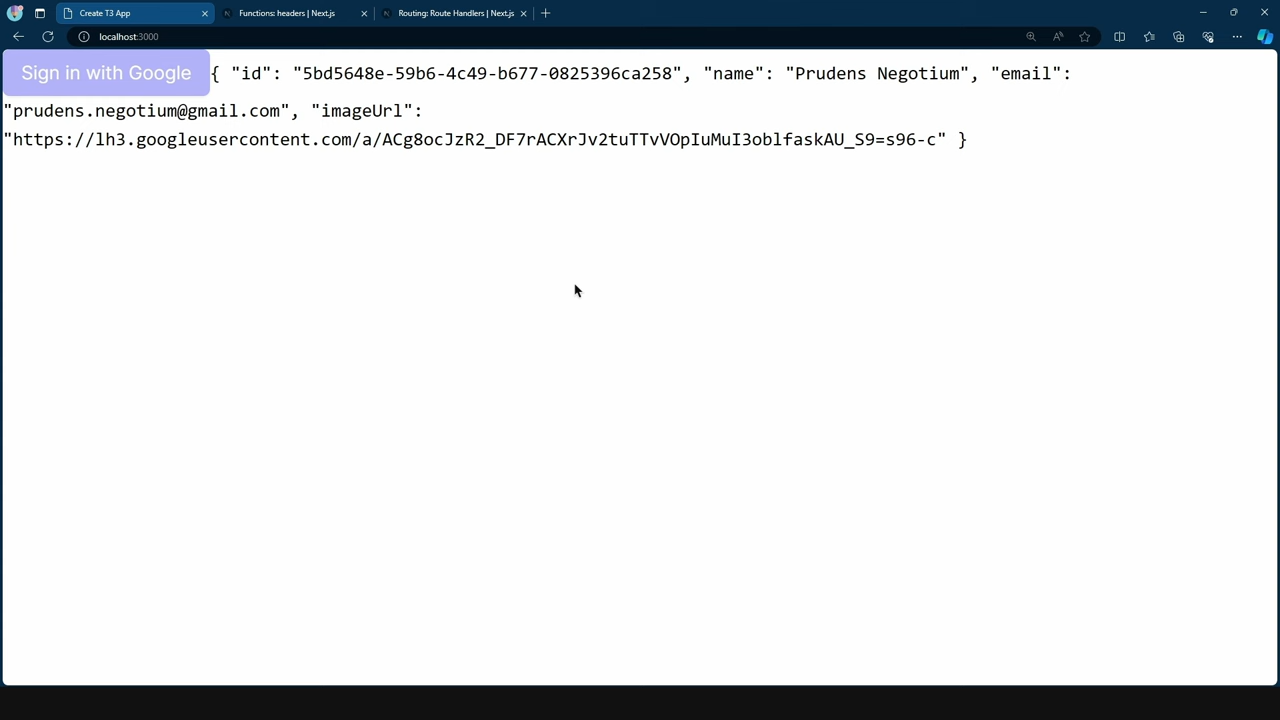 Create T3 App
Functions: headers | Next.js
Routing: Route Handlers | Next.js
localhost:3000
Sign in with Google { "id": "5bd5648e-59b6-4c49-b677-0825396ca258", "name": "Prudens Negotium", "email":
"prudens.negotium@gmail.com", "imageUrl":
"https://lh3.googleusercontent.com/a/ACg8ocJzR2_DF7rACXrJv2tuTTvVOpIuMuI3oblfaskAU_S9=s96-c" }